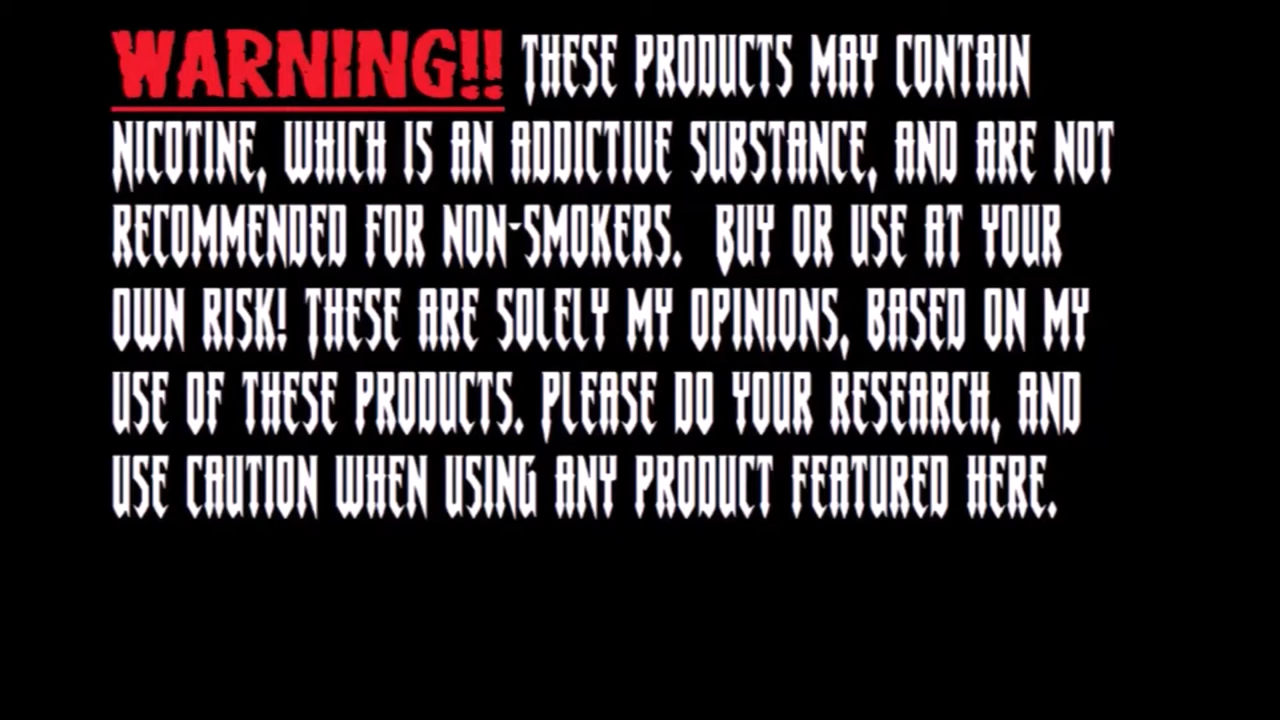 WARNING!! THESE PRODUCTS MAY CONTAIN
NICOTINE, WHICH IS AN ADDICTIVE SUBSTANCE, AND ARE NOT
RECOMMENDED FOR NON-SMOKERS. BUY OR USE AT YOUR
OWN RISK! THESE ARE SOLELY MY OPINIONS, BASED ON MY
USE OF THESE PRODUCTS. PLEASE DO YOUR RESEARCH, AND
USE CAUTION WHEN USING ANY PRODUCT FEATURED HERE.